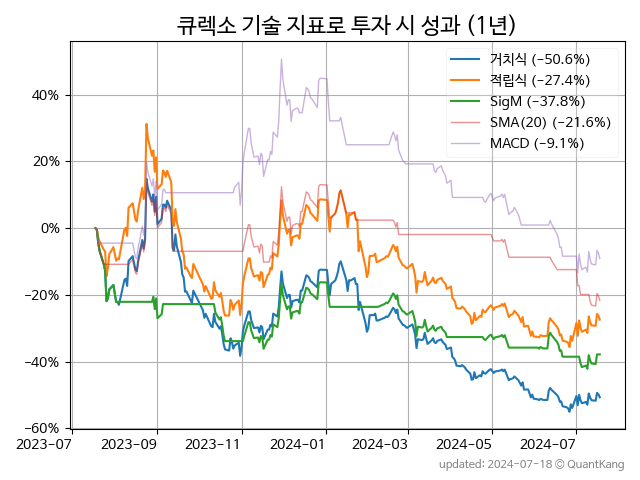 큐렉소 기술 지표로 투자 시 성과 (1년)
거치식 (−50.6%)
적립식 (−27.4%)
SigM (−37.8%)
SMA(20) (−21.6%)
MACD (−9.1%)
40%
20%
0%
−20%
−40%
−60%
2023-07 2023-09 2023-11 2024-01 2024-03 2024-05 2024-07
updated: 2024-07-18 © QuantKang